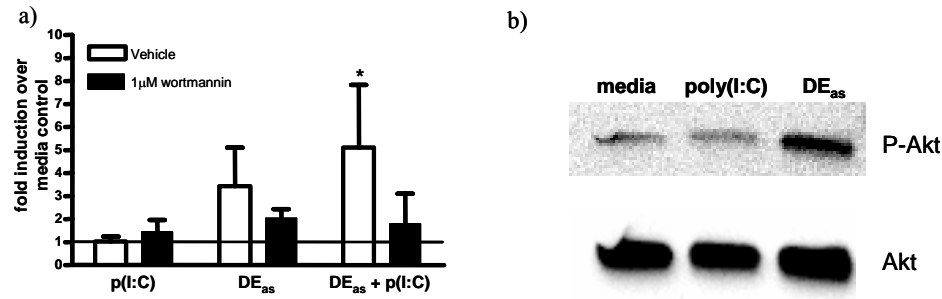 a)
fold induction over
media control
10
9
8
7
6
5
4
3
2
1
0
Vehicle
1µM wortmannin
*
p(I:C)
DEas
DEas + p(I:C)
b)
media poly(I:C) DEas
P-Akt
Akt